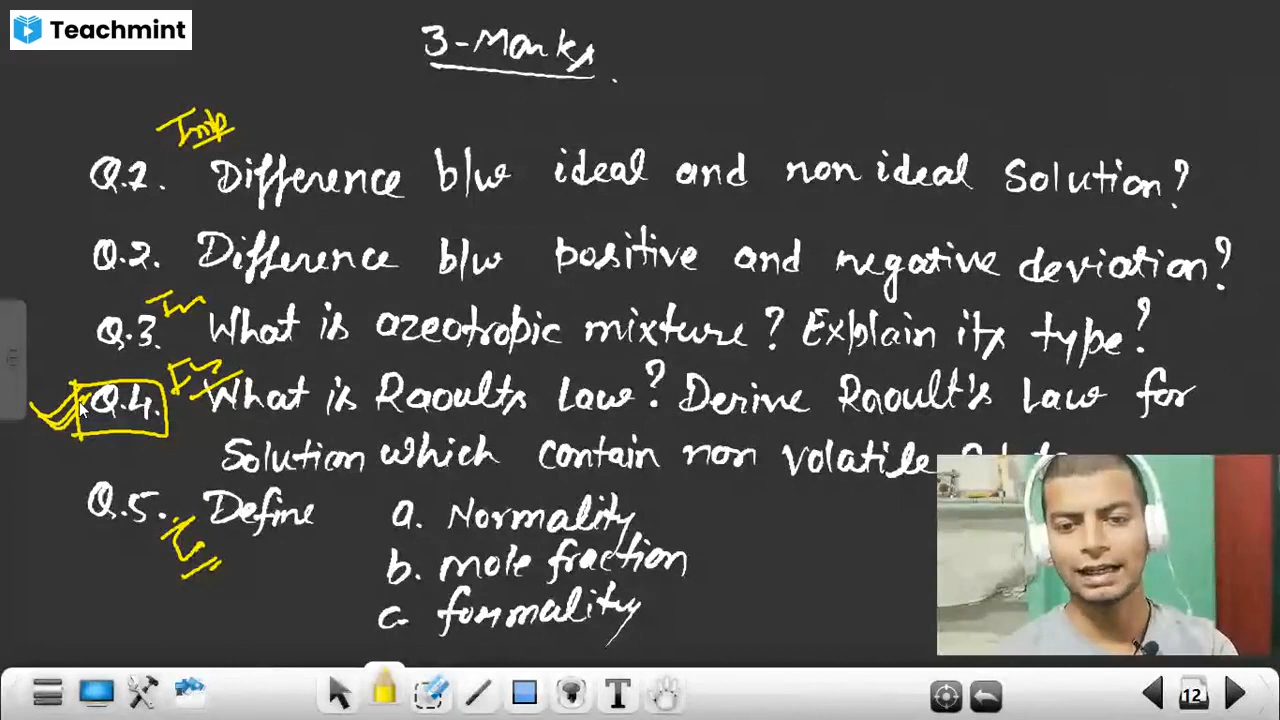 Teachmint
3-Marks
Imp
Q.1. Difference b/w ideal and non ideal Solution?
Q.2. Difference b/w positive and negative deviation?
Q.3 What is azeotropic mixture? Explain its type?
Q.4. What is Raoults Law? Derive Raoult's Law for
Solution which contain non volatile
Q.5. Define a. Normality
b. mole fraction
c. formality
12